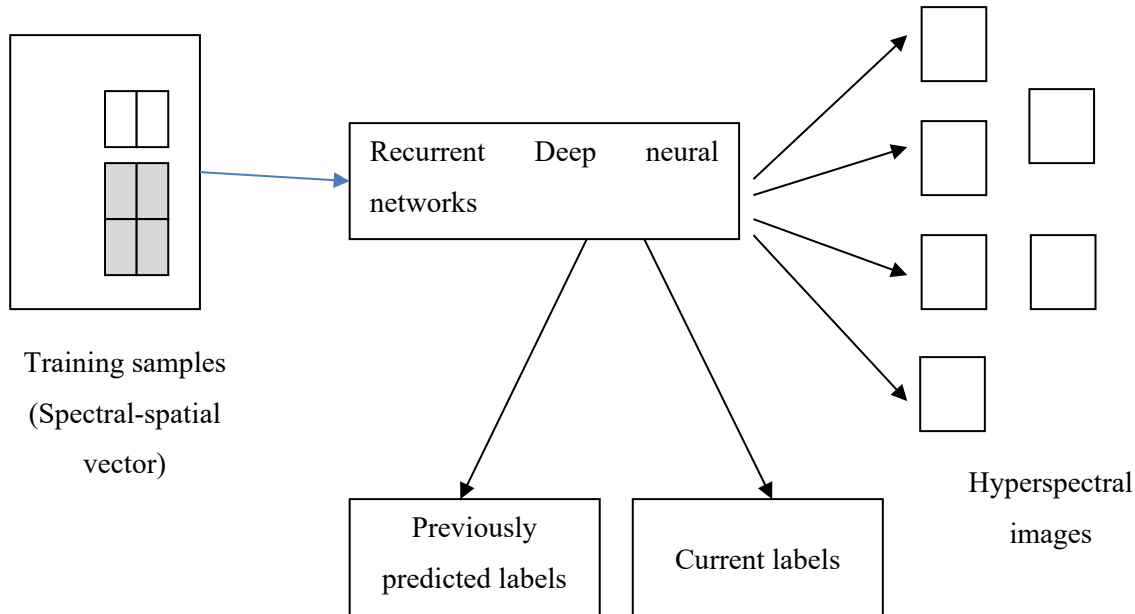 Recurrent Deep neural
networks
Training samples
(Spectral-spatial
vector)
Previously
predicted labels
Current labels
Hyperspectral
images